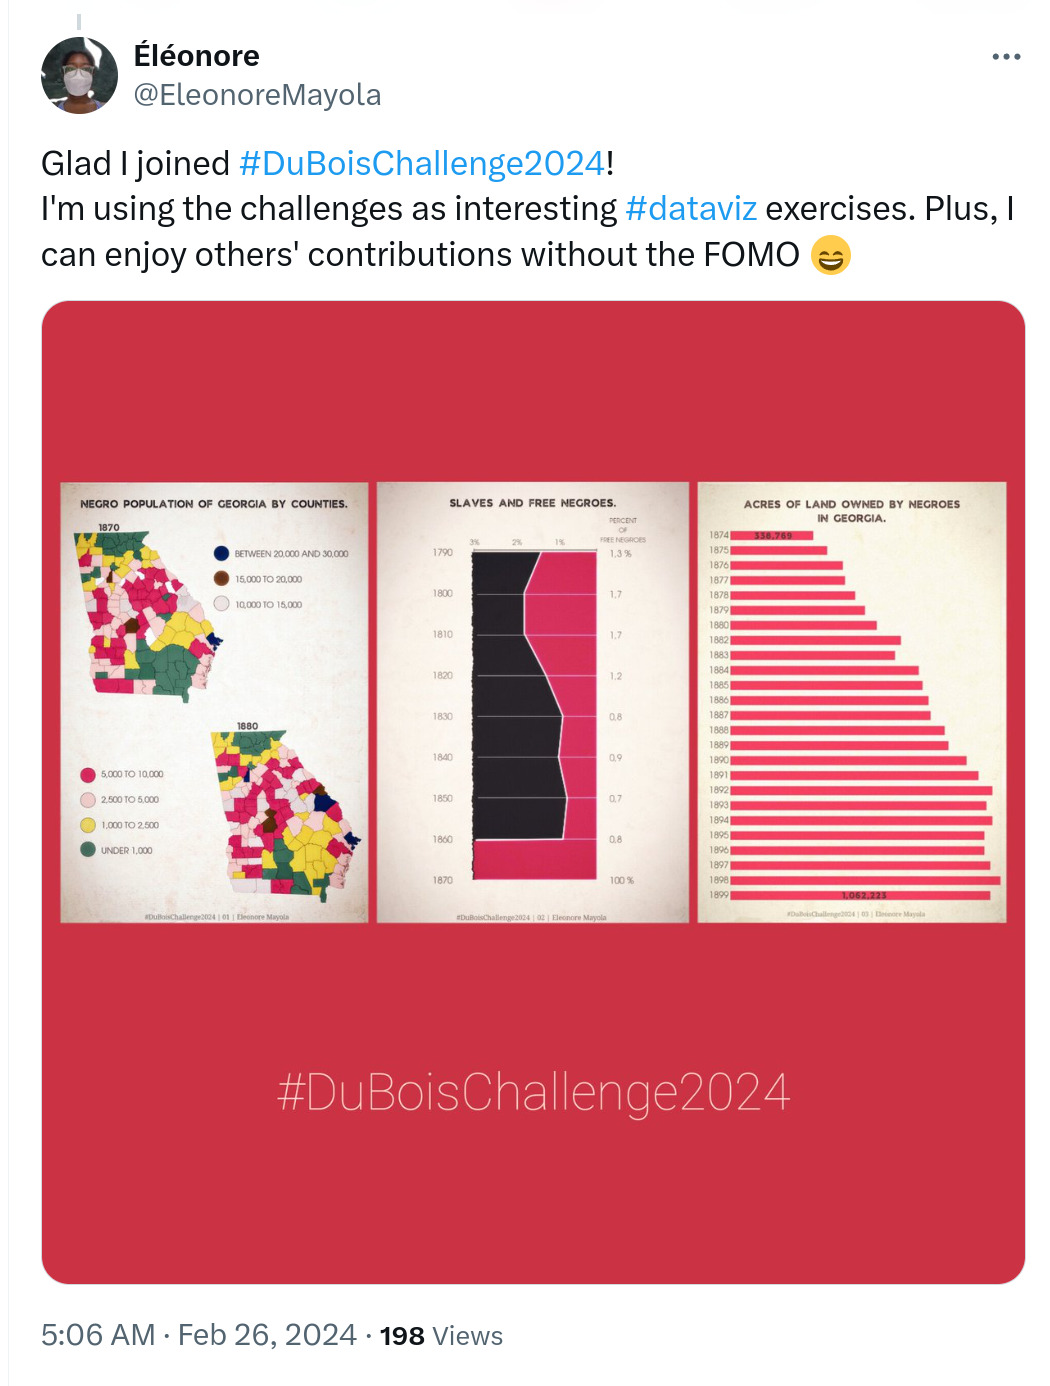 Éléonore
@EleonoreMayola
Glad I joined #DuBoisChallenge2024!
I'm using the challenges as interesting #dataviz exercises. Plus, I
can enjoy others' contributions without the FOMO 😄
NEGRO POPULATION OF GEORGIA BY COUNTIES.
1870
BETWEEN 20,000 AND 30,000
15,000 TO 20,000
10,000 TO 15,000
1880
5,000 TO 10,000
2,500 TO 5,000
1,000 TO 2,500
UNDER 1,000
#DuBoisChallenge2024 | 01 | Eleonore Mayola
SLAVES AND FREE NEGROES.
PERCENT
OF
FREE NEGROES
3% 2% 1%
1790 1.3 %
1800 1.7
1810 1.7
1820 1.2
1830 0.8
1840 0.9
1850 0.7
1860 0.8
1870 100 %
#DuBoisChallenge2024 | 02 | Eleonore Mayola
ACRES OF LAND OWNED BY NEGROES
IN GEORGIA.
1874 338,769
1875
1876
1877
1878
1879
1880
1882
1883
1884
1885
1886
1887
1888
1889
1890
1891
1892
1893
1894
1895
1896
1897
1898
1899 1,062,223
#DuBoisChallenge2024 | 03 | Eleonore Mayola
#DuBoisChallenge2024
5:06 AM · Feb 26, 2024 · 198 Views